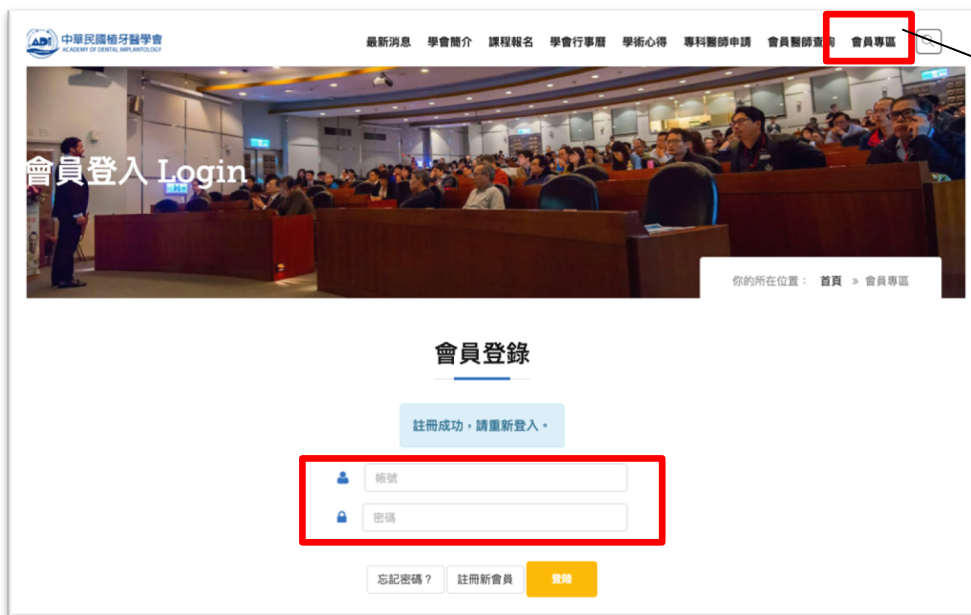 中華民國植牙醫學會
ACADEMY OF DENTAL IMPLANTOLOGY
ADI
最新消息 學會簡介 課程報名 學會行事曆 學術心得 專科醫師申請 會員醫師查詢 會員專區
會員登入 Login
你的所在位置： 首頁 » 會員專區
會員登錄
註冊成功，請重新登入。
帳號
密碼
忘記密碼？ 註冊新會員 登陸